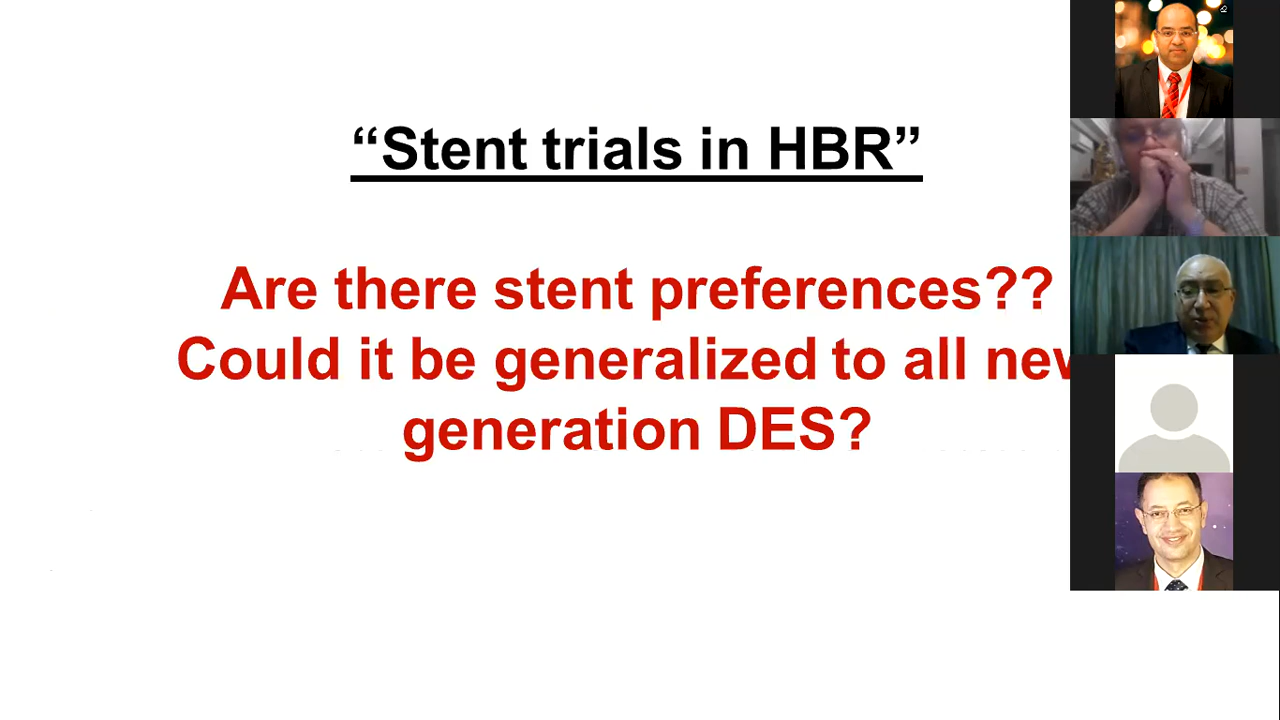 “Stent trials in HBR”
Are there stent preferences??
Could it be generalized to all
generation DES?